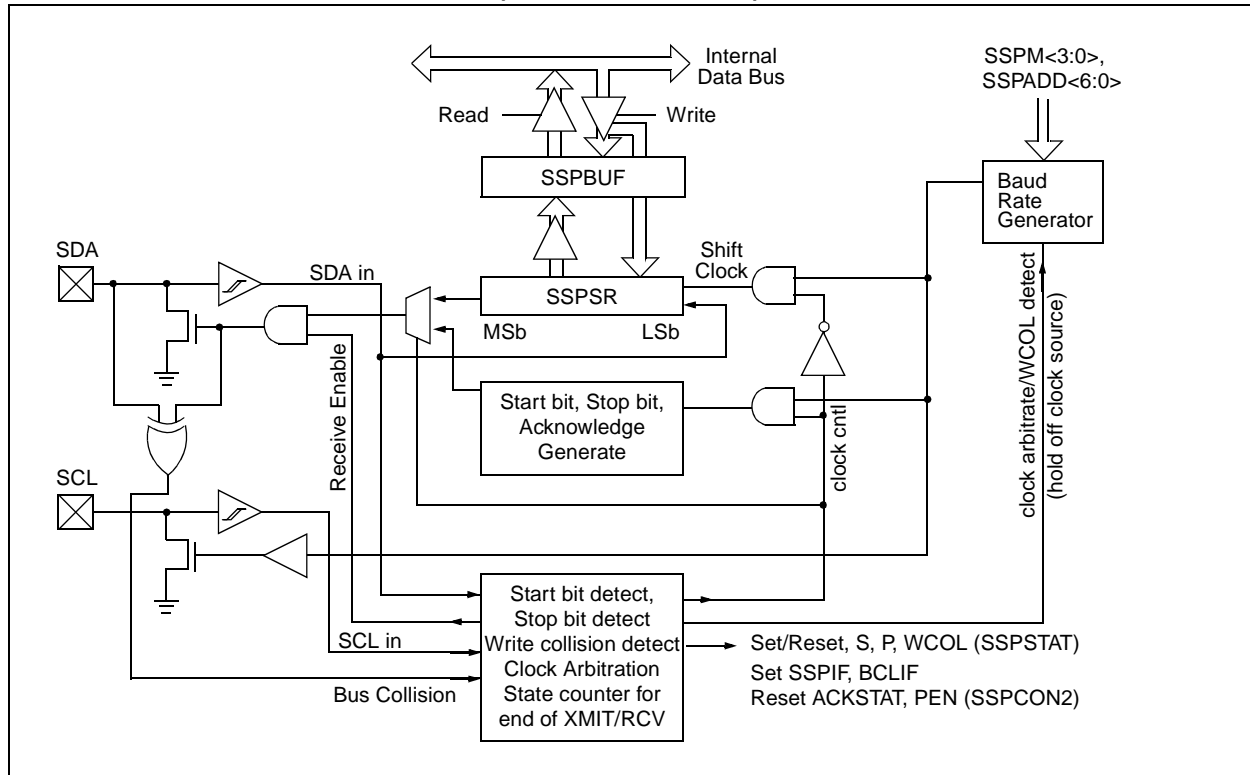 Internal
Data Bus
SSPM<3:0>,
SSPADD<6:0>
Read
Write
SSPBUF
Baud
Rate
Generator
SDA
SDA in
Shift
Clock
SSPSR
MSb
LSb
Receive Enable
Start bit, Stop bit,
Acknowledge
Generate
clock cntl
clock arbitrate/WCOL detect
(hold off clock source)
SCL
SCL in
Bus Collision
Start bit detect,
Stop bit detect
Write collision detect
Clock Arbitration
State counter for
end of XMIT/RCV
Set/Reset, S, P, WCOL (SSPSTAT)
Set SSPIF, BCLIF
Reset ACKSTAT, PEN (SSPCON2)